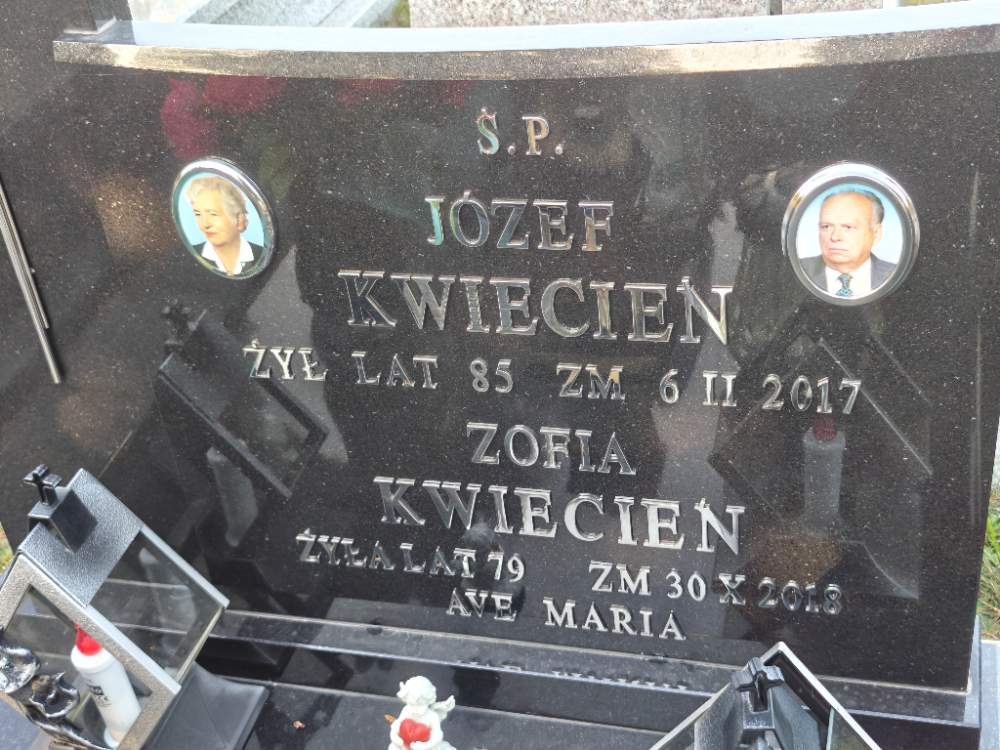 Ś.P.
JÓZEF
KWIECIEŃ
ŻYŁ LAT 85 ZM 6 II 2017
ZOFIA
KWIECIEŃ
ŻYŁA LAT 79 ZM 30 X 2018
AVE MARIA